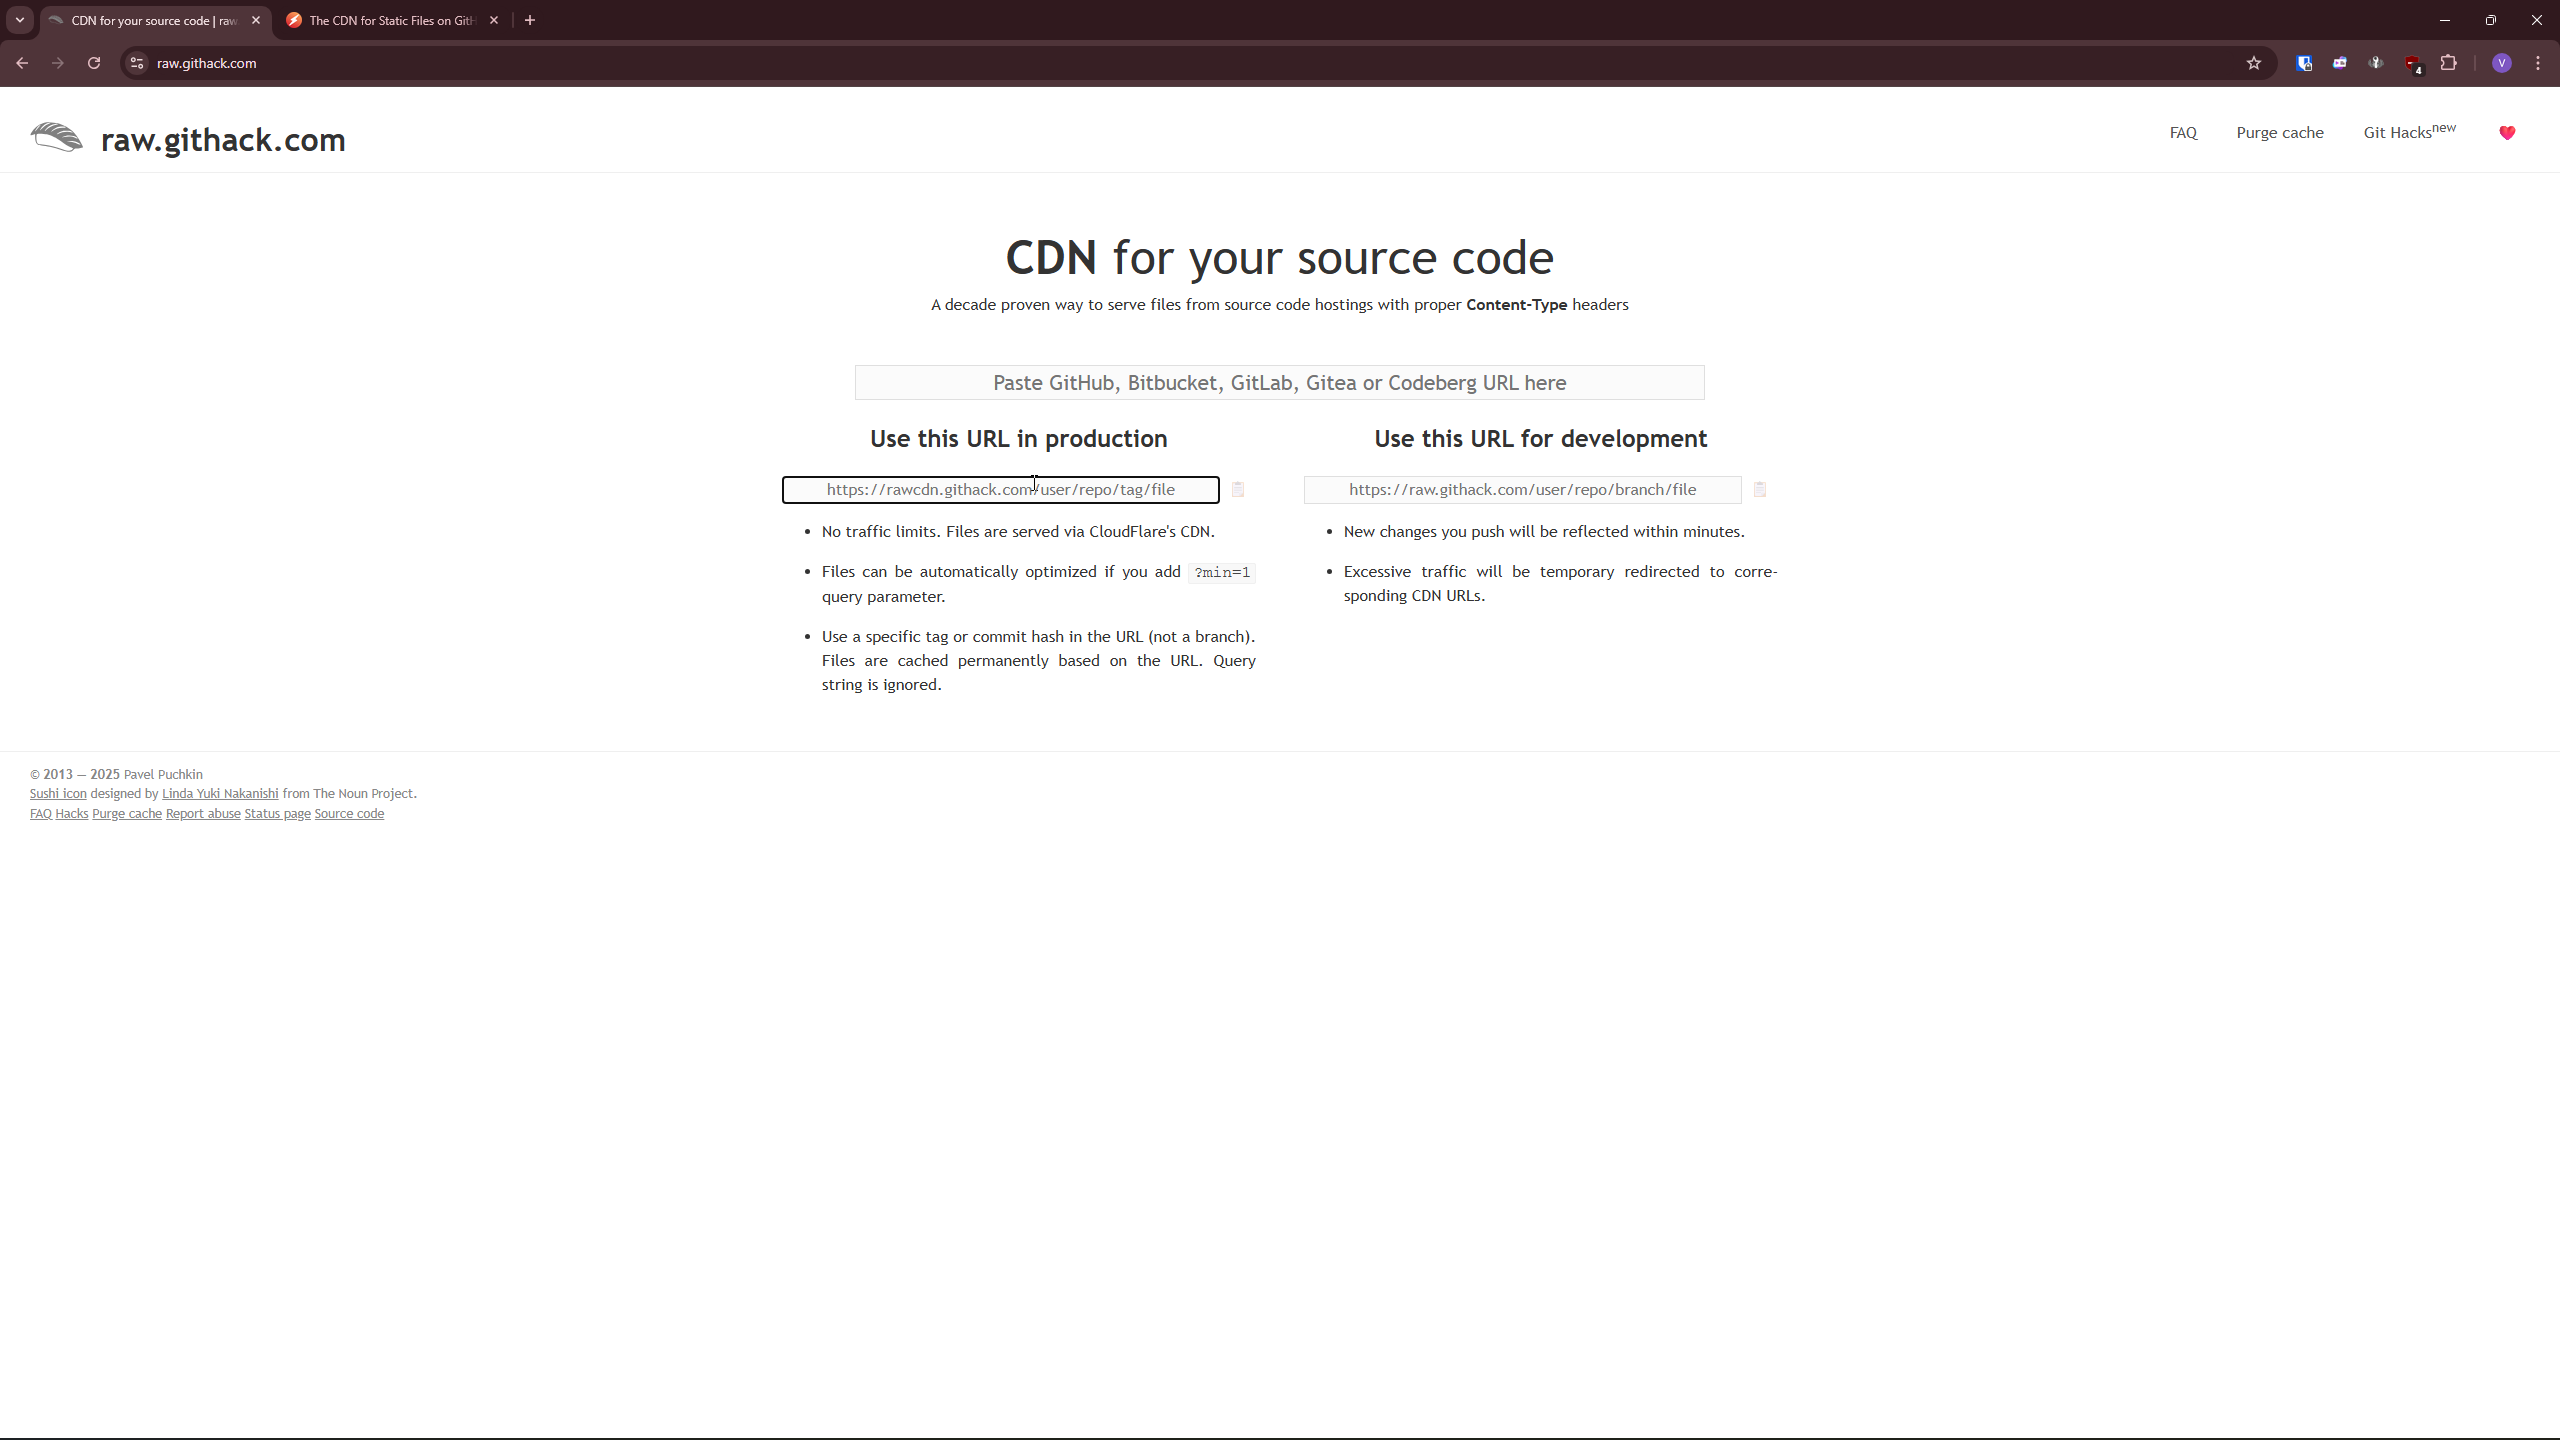 CDN for your source code | raw
The CDN for Static Files on GitH
raw.githack.com
4
V
raw.githack.com
FAQ
Purge cache
Git Hacksnew
CDN for your source code
A decade proven way to serve files from source code hostings with proper Content-Type headers
Paste GitHub, Bitbucket, GitLab, Gitea or Codeberg URL here
Use this URL in production
https://rawcdn.githack.com/user/repo/tag/file
• No traffic limits. Files are served via CloudFlare's CDN.
• Files can be automatically optimized if you add ?min=1
query parameter.
• Use a specific tag or commit hash in the URL (not a branch).
Files are cached permanently based on the URL. Query
string is ignored.
Use this URL for development
https://raw.githack.com/user/repo/branch/file
• New changes you push will be reflected within minutes.
• Excessive traffic will be temporary redirected to corre-
sponding CDN URLs.
© 2013 — 2025 Pavel Puchkin
Sushi icon designed by Linda Yuki Nakanishi from The Noun Project.
FAQ Hacks Purge cache Report abuse Status page Source code